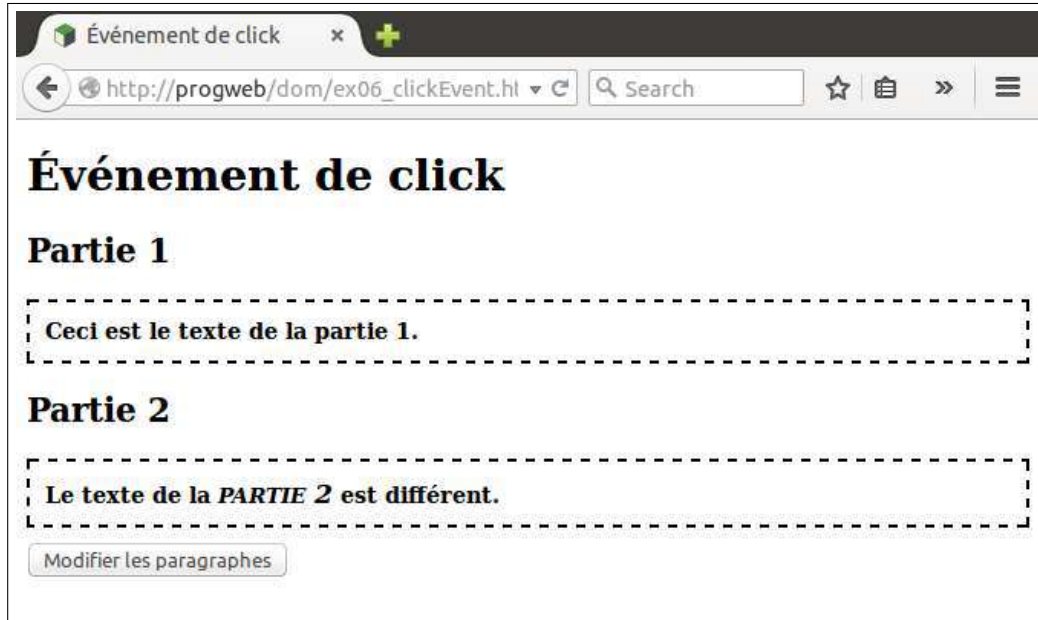 Événement de click
http://progweb/dom/ex06_clickEvent.ht
Search
Événement de click
Partie 1
Ceci est le texte de la partie 1.
Partie 2
Le texte de la PARTIE 2 est différent.
Modifier les paragraphes